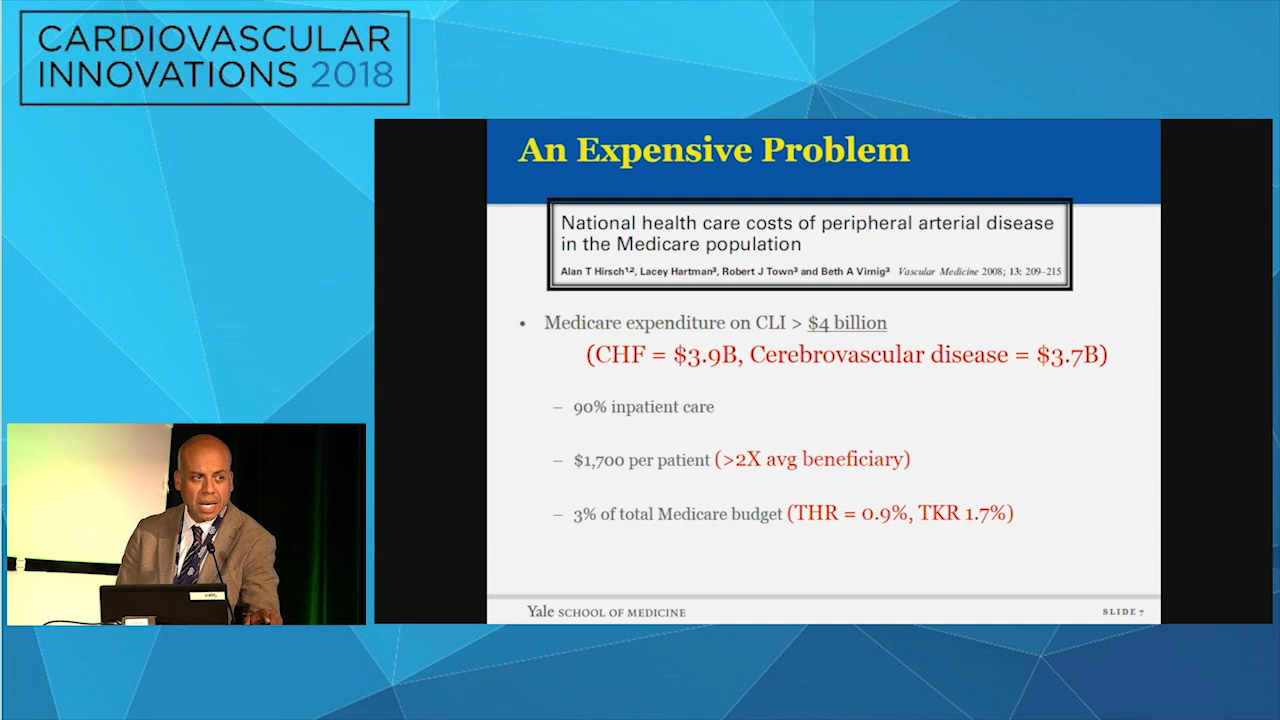 CARDIOVASCULAR
INNOVATIONS 2018
An Expensive Problem
National health care costs of peripheral arterial disease
in the Medicare population
Alan T Hirsch¹,², Lacey Hartman³, Robert J Town³ and Beth A Virnig³ Vascular Medicine 2008; 13: 209–215
• Medicare expenditure on CLI > $4 billion
(CHF = $3.9B, Cerebrovascular disease = $3.7B)
– 90% inpatient care
– $1,700 per patient (>2X avg beneficiary)
– 3% of total Medicare budget (THR = 0.9%, TKR 1.7%)
Yale SCHOOL OF MEDICINE
SLIDE 7